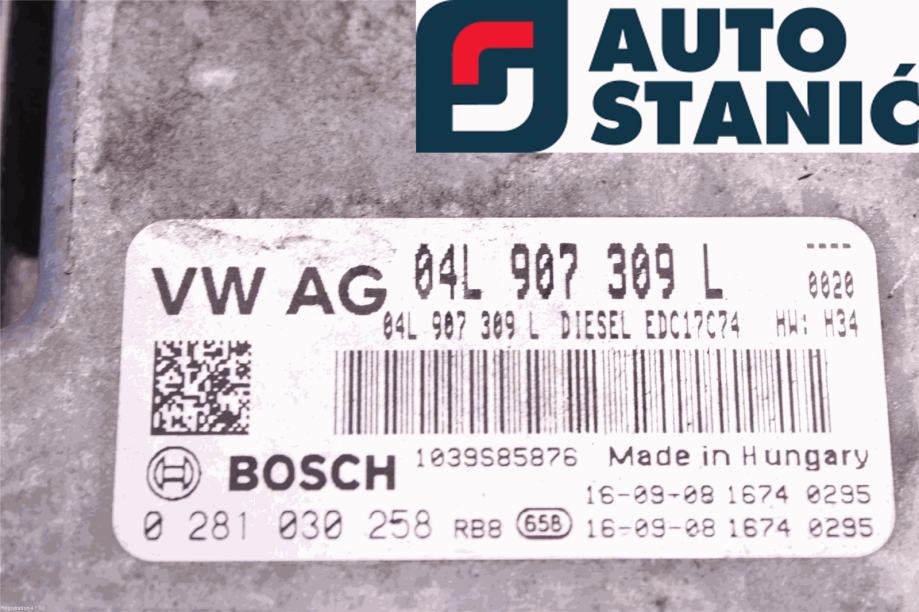 AUTO
STANIĆ
VW AG 04L 907 309 L ----
0020
04L 907 309 L DIESEL EDC17C74 HW: H34
BOSCH 1039S85876 Made in Hungary
16-09-08 1674 0295
0 281 030 258 RB8 658 16-09-08 1674 0295